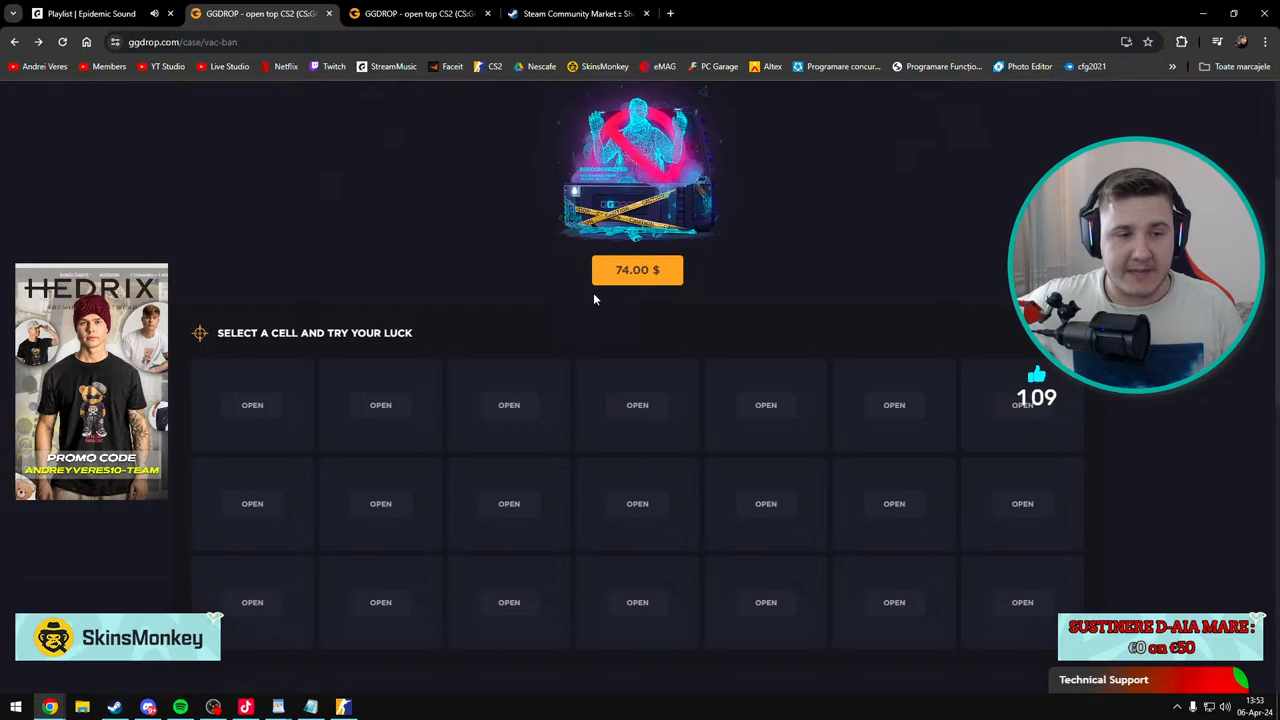 Playlist | Epidemic Sound
GGDROP - open top CS2 (CS:G
GGDROP - open top CS2 (CS:G
Steam Community Market :: Sh
ggdrop.com/case/vac-ban
Andrei Veres
Members
YT Studio
Live Studio
Netflix
Twitch
StreamMusic
Faceit
CS2
Nescafe
SkinsMonkey
eMAG
PC Garage
Altex
Programare concur...
Programare Funcțio...
Photo Editor
cfg2021
Toate marcajele
74.00 $
SELECT A CELL AND TRY YOUR LUCK
OPEN OPEN OPEN OPEN OPEN OPEN OPEN
OPEN OPEN OPEN OPEN OPEN OPEN OPEN
OPEN OPEN OPEN OPEN OPEN OPEN OPEN
109
HEDRIX
PROMO CODE
ANDREYVERES10-TEAM
SkinsMonkey
SUSTINERE D-AIA MARE :
€0 on €50
Technical Support
13:53
06-Apr-24